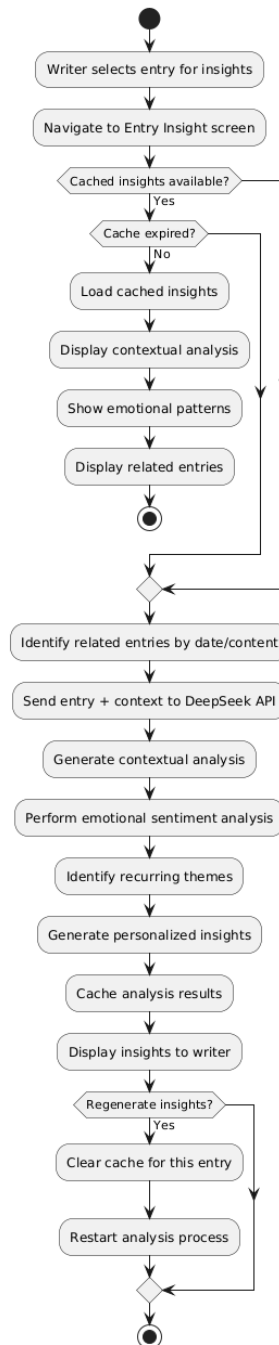 Writer selects entry for insights
Navigate to Entry Insight screen
Cached insights available?
Yes
Cache expired?
No
Load cached insights
Display contextual analysis
Show emotional patterns
Display related entries
Identify related entries by date/content
Send entry + context to DeepSeek API
Generate contextual analysis
Perform emotional sentiment analysis
Identify recurring themes
Generate personalized insights
Cache analysis results
Display insights to writer
Regenerate insights?
Yes
Clear cache for this entry
Restart analysis process